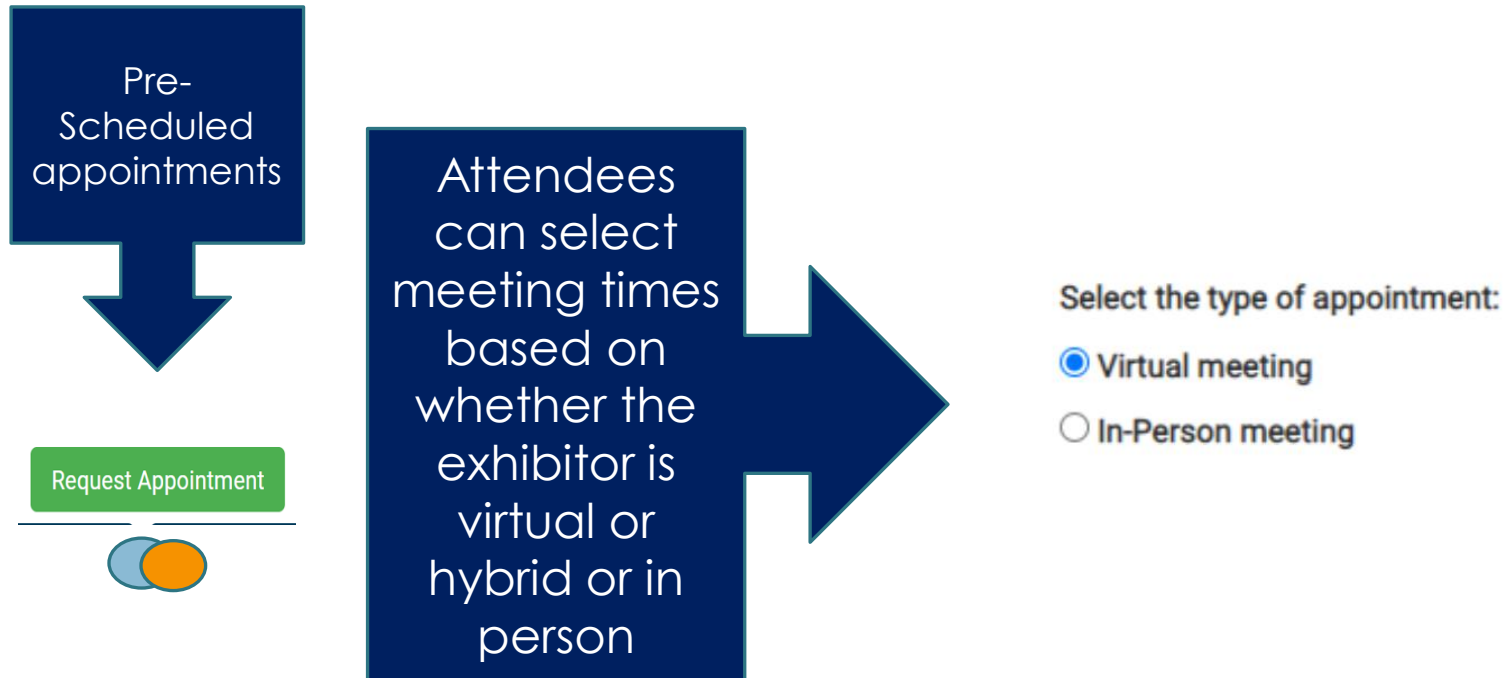 Pre-
Scheduled
appointments
Request Appointment
Attendees
can select
meeting times
based on
whether the
exhibitor is
virtual or
hybrid or in
person
Select the type of appointment:
Virtual meeting
In-Person meeting